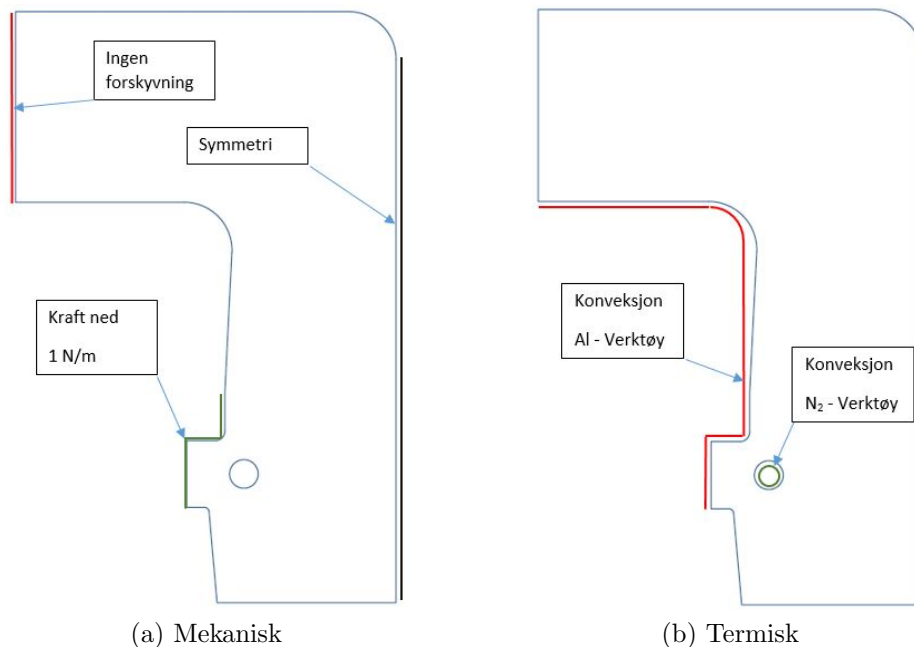 Ingen
forskyvning
Symmetri
Kraft ned
1 N/m
(a) Mekanisk
Konveksjon
Al - Verktøy
Konveksjon
N₂ - Verktøy
(b) Termisk